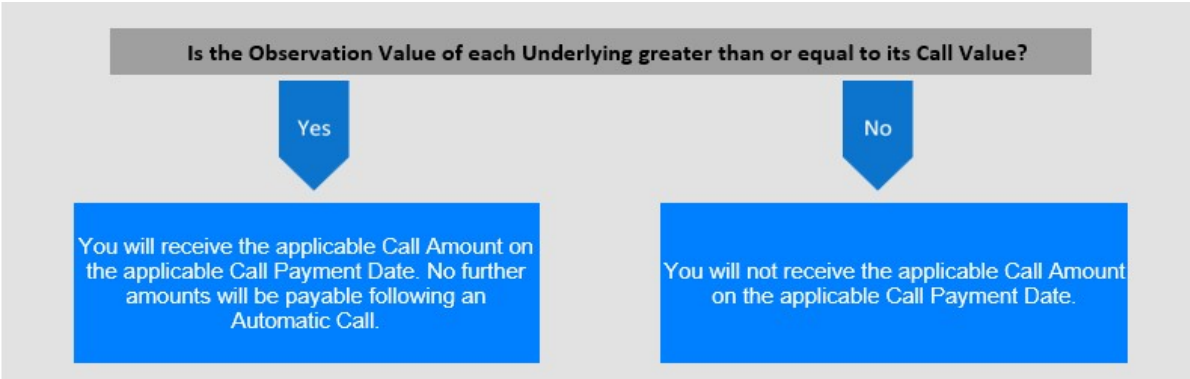 Is the Observation Value of each Underlying greater than or equal to its Call Value?
Yes
No
You will receive the applicable Call Amount on
the applicable Call Payment Date. No further
amounts will be payable following an
Automatic Call.
You will not receive the applicable Call Amount
on the applicable Call Payment Date.